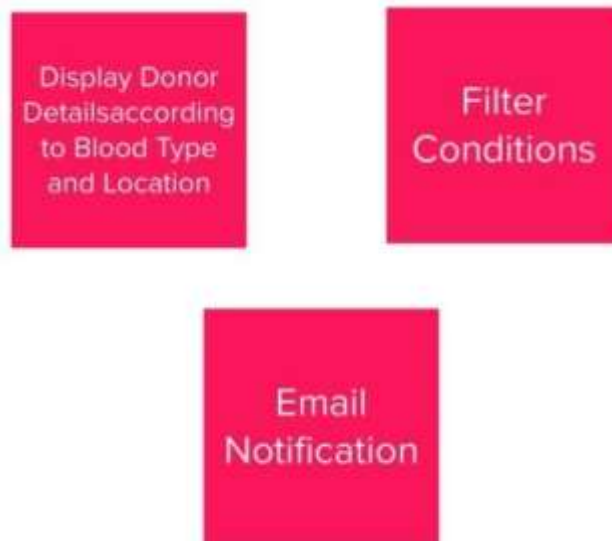 Display Donor
Detailsaccording
to Blood Type
and Location
Filter
Conditions
Email
Notification